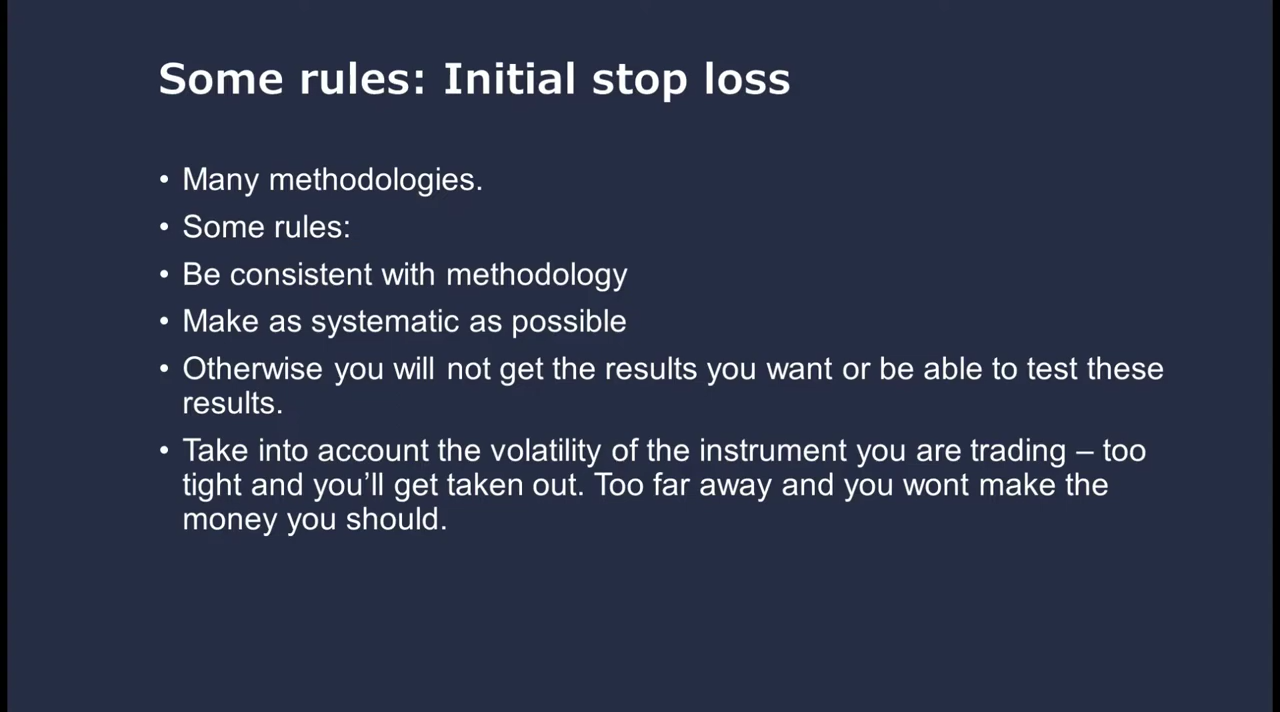 Some rules: Initial stop loss
• Many methodologies.
• Some rules:
• Be consistent with methodology
• Make as systematic as possible
• Otherwise you will not get the results you want or be able to test these
results.
• Take into account the volatility of the instrument you are trading – too
tight and you’ll get taken out. Too far away and you wont make the
money you should.